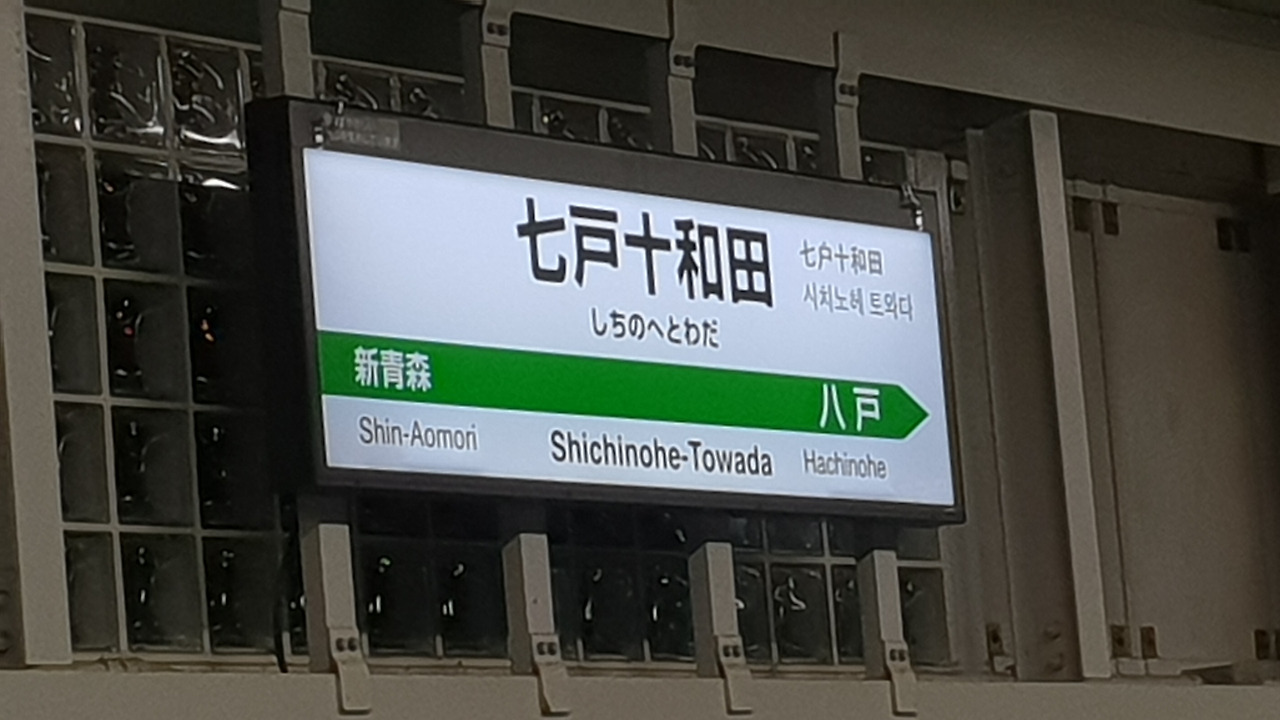 七戸十和田
七户十和田
しちのへとわだ
시치노헤 토와다
新青森
八戸
Shin-Aomori
Shichinohe-Towada
Hachinohe